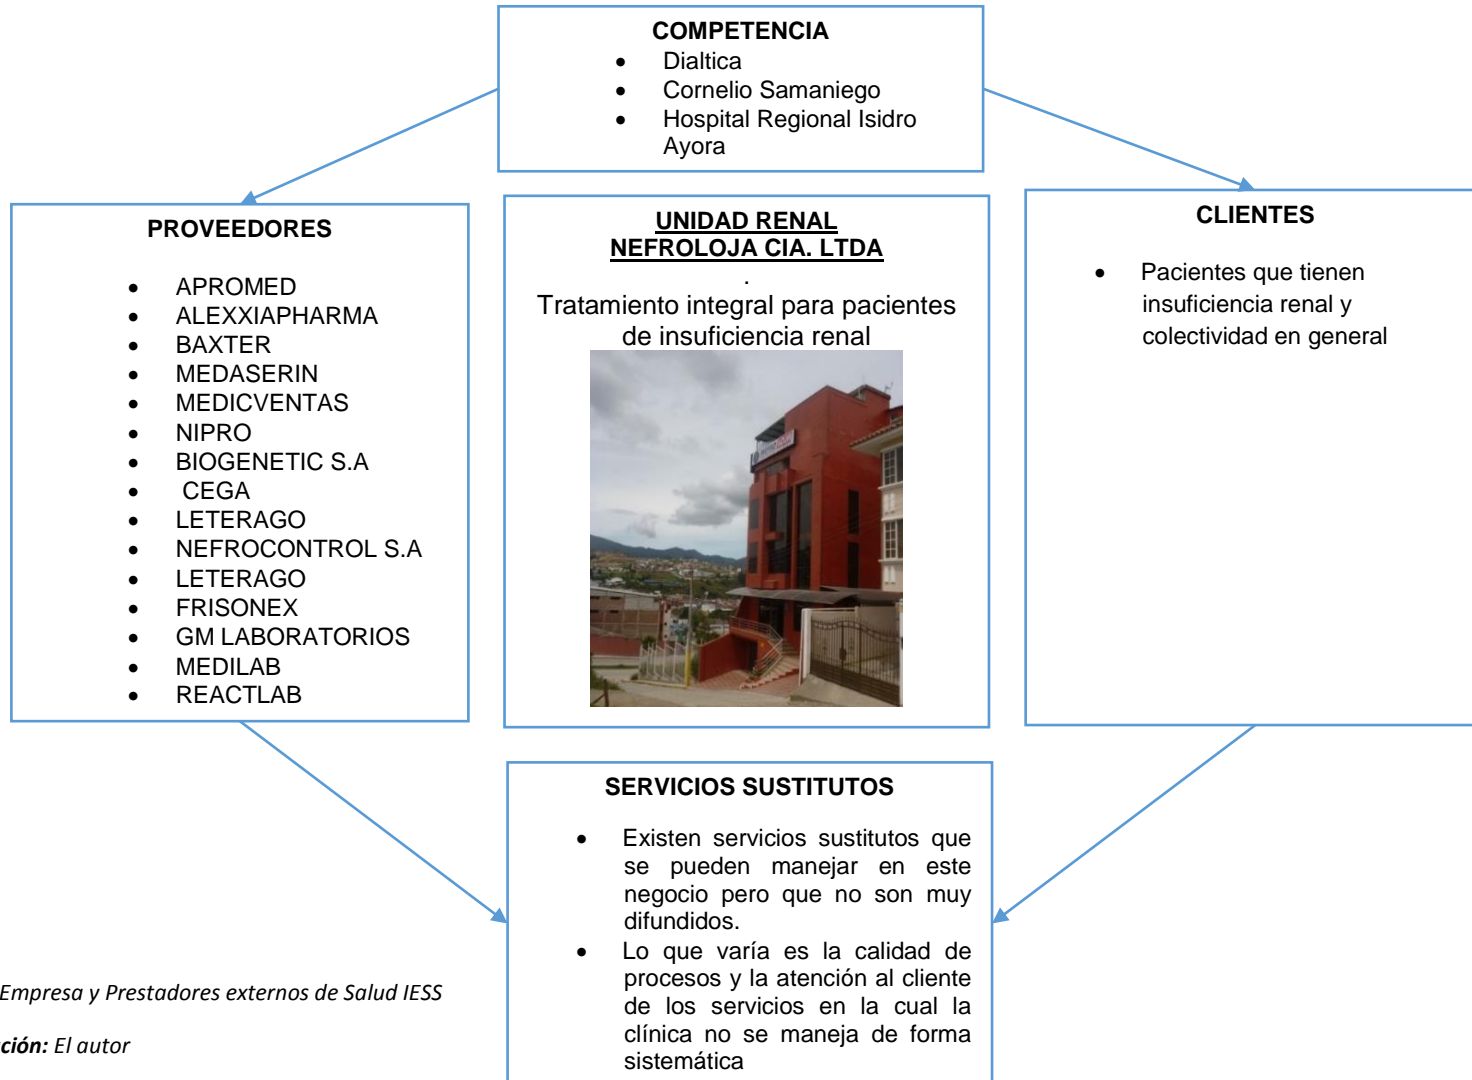 COMPETENCIA
• Dialtica
• Cornelio Samaniego
• Hospital Regional Isidro
Ayora
PROVEEDORES
• APROMED
• ALEXXIAPHARMA
• BAXTER
• MEDASERIN
• MEDICVENTAS
• NIPRO
• BIOGENETIC S.A
• CEGA
• LETERAGO
• NEFROCONTROL S.A
• LETERAGO
• FRISONEX
• GM LABORATORIOS
• MEDILAB
• REACTLAB
UNIDAD RENAL
NEFROLOJA CIA. LTDA
.
Tratamiento integral para pacientes
de insuficiencia renal
CLIENTES
• Pacientes que tienen
insuficiencia renal y
colectividad en general
SERVICIOS SUSTITUTOS
• Existen servicios sustitutos que
se pueden manejar en este
negocio pero que no son muy
difundidos.
• Lo que varía es la calidad de
procesos y la atención al cliente
de los servicios en la cual la
clínica no se maneja de forma
sistemática
Empresa y Prestadores externos de Salud IESS
ción: El autor